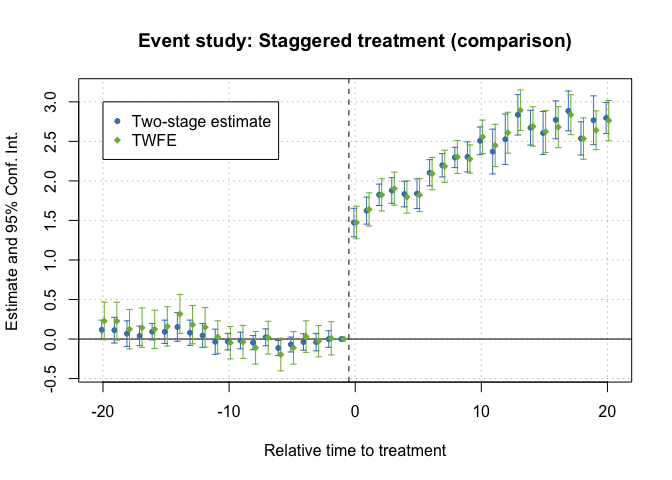 Event study: Staggered treatment (comparison)
Two-stage estimate
TWFE
Estimate and 95% Conf. Int.
3.0
2.5
2.0
1.5
1.0
0.5
0.0
-0.5
-20 -10 0 10 20
Relative time to treatment